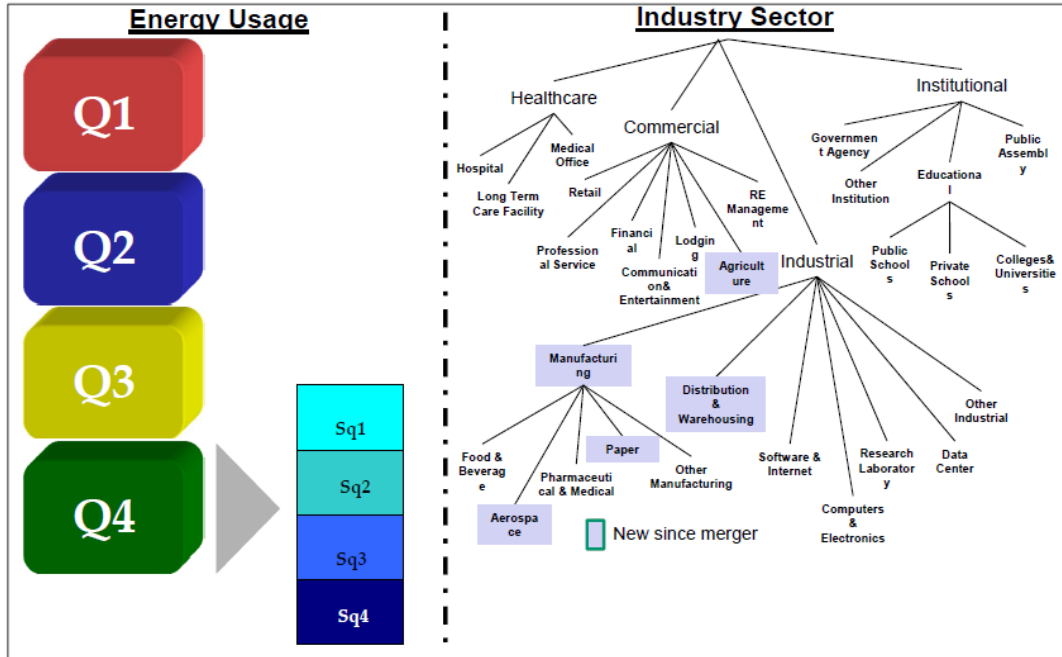 Energy Usage
Q1
Q2
Q3
Q4
Sq1
Sq2
Sq3
Sq4
Industry Sector
Healthcare
Hospital
Medical
Office
Long Term
Care Facility
Commercial
Retail
Profession
al Service
Financi
al
Communicati
on&
Entertainment
Lodgin
g
Agricult
ure
RE
Manageme
nt
Institutional
Governmen
t Agency
Other
Institution
Educationa
l
Public
Assembl
y
Public
School
s
Private
School
s
Colleges&
Universitie
s
Industrial
Manufacturi
ng
Food &
Beverag
e
Aerospa
ce
Pharmaceuti
cal & Medical
Paper
Other
Manufacturing
Distribution
&
Warehousing
Software &
Internet
Computers
&
Electronics
Research
Laborator
y
Data
Center
Other
Industrial
New since merger